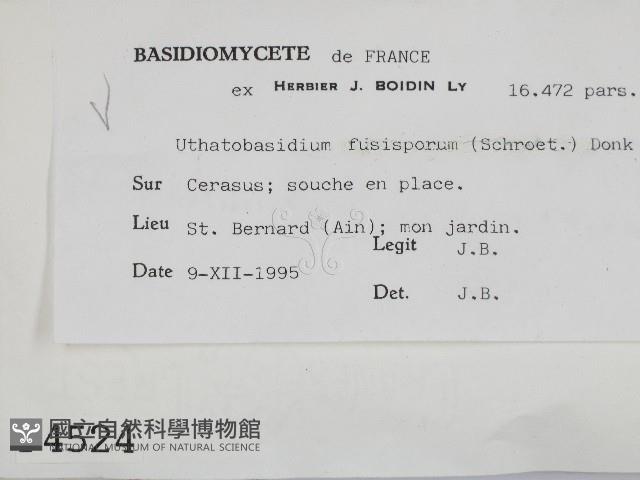 BASIDIOMYCETE de FRANCE
ex HERBIER J. BOIDIN LY 16.472 pars.
Uthatobasidium fusisporum (Schroet.) Donk
Sur Cerasus; souche en place.
Lieu St. Bernard (Ain); mon jardin.
Legit J.B.
Date 9-XII-1995
Det. J.B.
4524
國立自然科學博物館
NATIONAL MUSEUM OF NATURAL SCIENCE